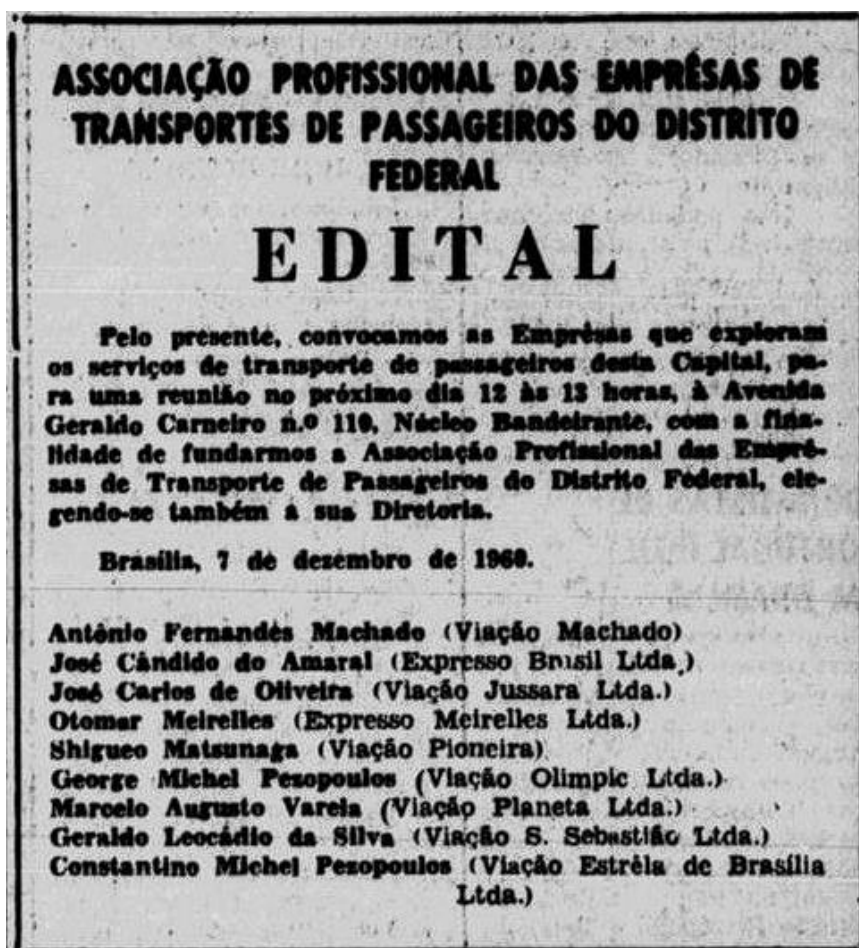 ASSOCIAÇÃO PROFISSIONAL DAS EMPRÊSAS DE
TRANSPORTES DE PASSAGEIROS DO DISTRITO
FEDERAL
EDITAL
Pelo presente, convocamos as Emprêsas que exploram
os serviços de transporte de passageiros desta Capital, pa-
ra uma reunião no próximo dia 12 às 13 horas, à Avenida
Geraldo Carneiro n.º 110, Núcleo Bandeirante, com a fina-
lidade de fundarmos a Associação Profissional das Emprê-
sas de Transporte de Passageiros do Distrito Federal, ele-
gendo-se também a sua Diretoria.
Brasília, 7 de dezembro de 1960.
Antônio Fernandes Machado (Viação Machado)
José Cândido do Amaral (Expresso Brasil Ltda.)
José Carlos de Oliveira (Viação Jussara Ltda.)
Otomar Meirelles (Expresso Meirelles Ltda.)
Shigueo Matsunaga (Viação Pioneira)
George Michel Pesopoulos (Viação Olimpic Ltda.)
Marcelo Augusto Varela (Viação Planeta Ltda.)
Geraldo Leocádio da Silva (Viação S. Sebastião Ltda.)
Constantino Michel Pesopoulos (Viação Estrêla de Brasília
Ltda.)